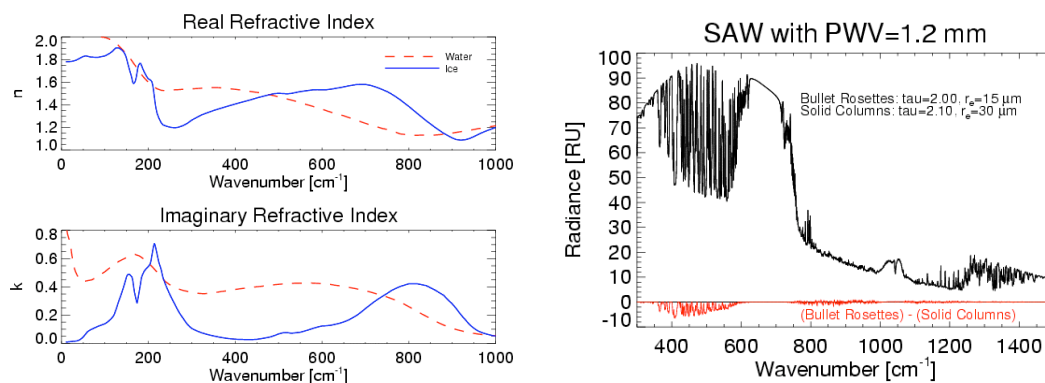 Real Refractive Index
2.0
1.8
1.6
1.4
1.2
1.0
n
Water
Ice
0 200 400 600 800 1000
Wavenumber [cm⁻¹]
Imaginary Refractive Index
0.8
0.6
0.4
0.2
0.0
k
0 200 400 600 800 1000
Wavenumber [cm⁻¹]
SAW with PWV=1.2 mm
100
90
80
70
60
50
40
30
20
10
0
-10
Radiance [RU]
Bullet Rosettes: tau=2.00, r_e=15 μm
Solid Columns: tau=2.10, r_e=30 μm
(Bullet Rosettes) - (Solid Columns)
400 600 800 1000 1200 1400
Wavenumber [cm⁻¹]